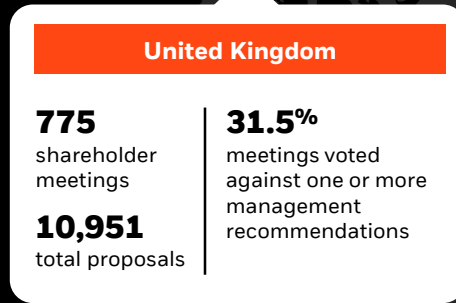 United Kingdom
775
shareholder
meetings
10,951
total proposals
31.5%
meetings voted
against one or more
management
recommendations